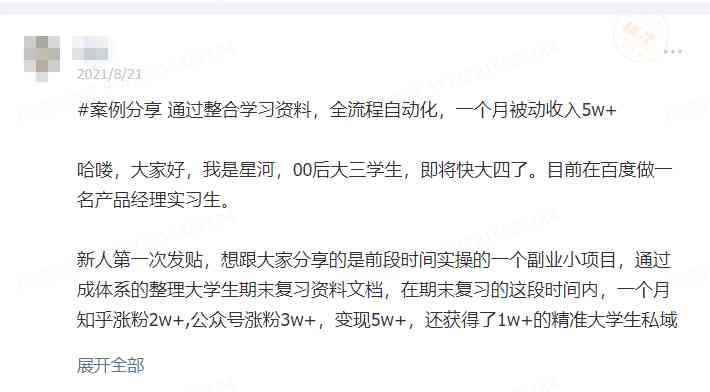 2021/8/21
#案例分享 通过整合学习资料，全流程自动化，一个月被动收入5w+
哈喽，大家好，我是星河，00后大三学生，即将快大四了。目前在百度做一
名产品经理实习生。
新人第一次发贴，想跟大家分享的是前段时间实操的一个副业小项目，通过
成体系的整理大学生期末复习资料文档，在期末复习的这段时间内，一个月
知乎涨粉2w+,公众号涨粉3w+，变现5w+，还获得了1w+的精准大学生私域
展开全部